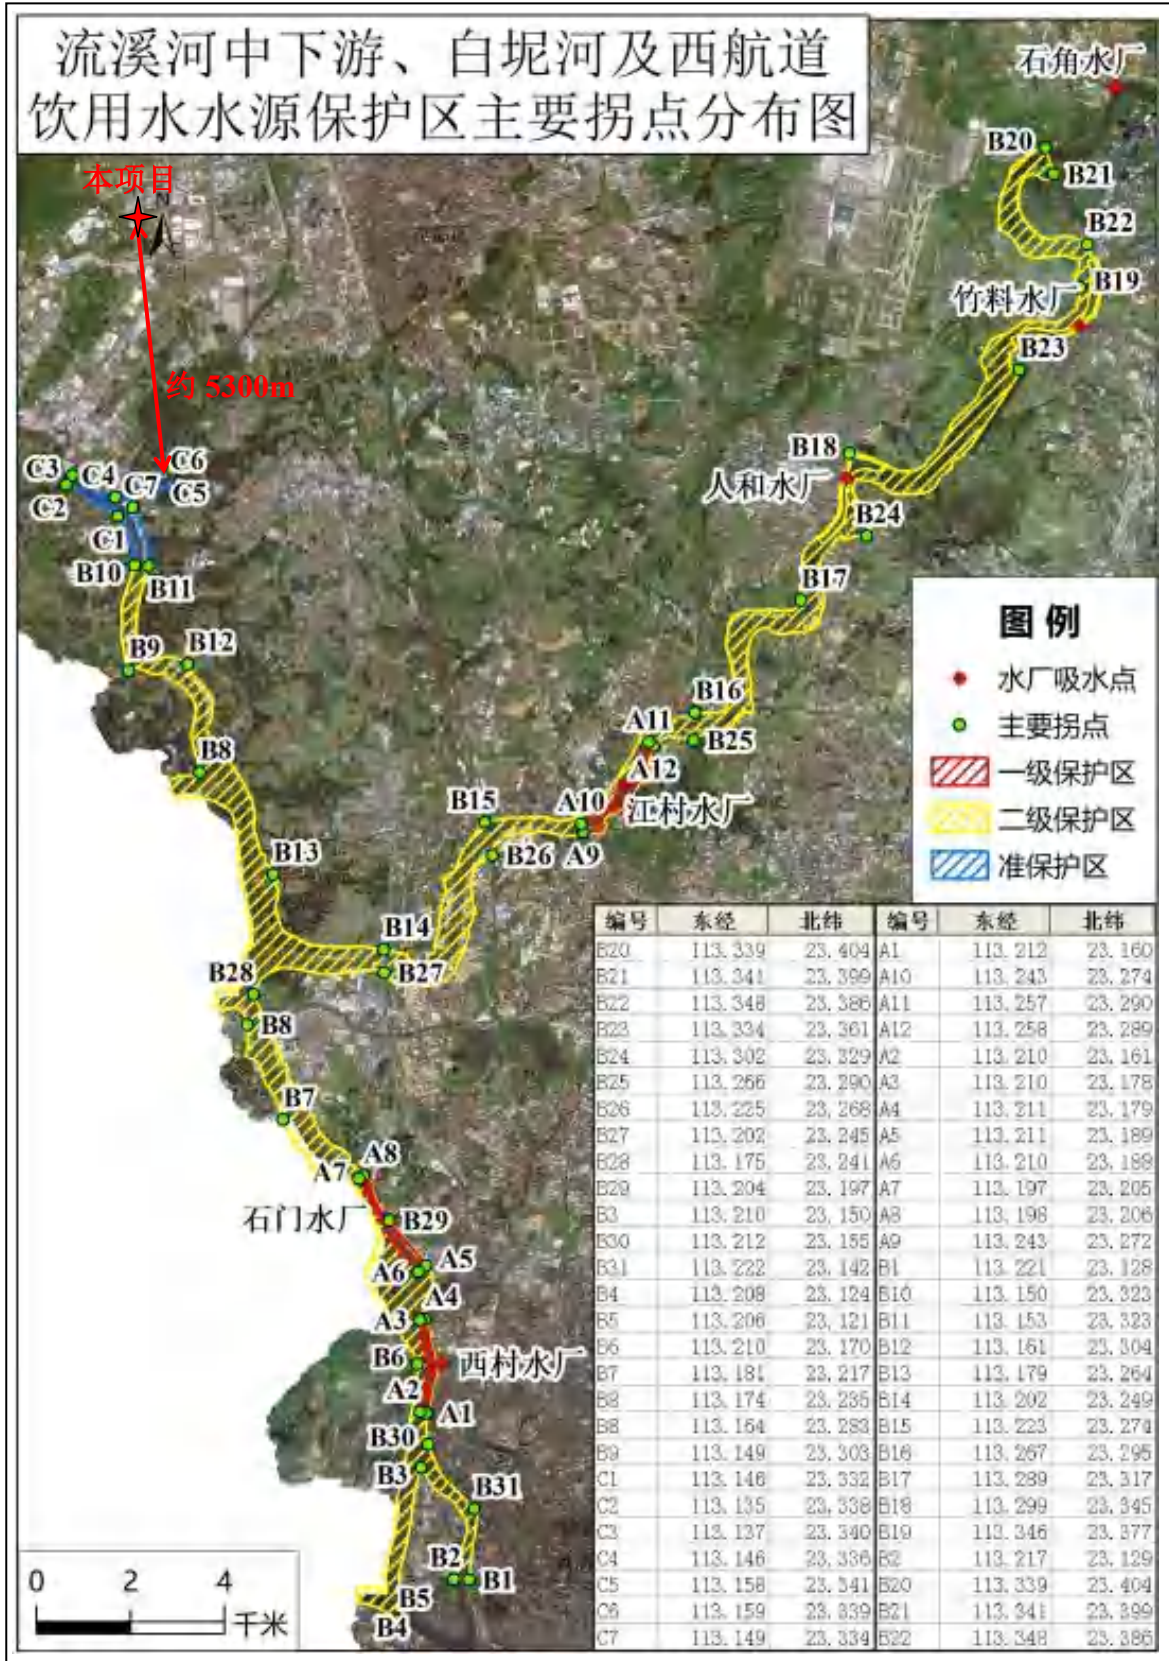 流溪河中下游、白坭河及西航道
饮用水水源保护区主要拐点分布图
石角水厂
本项目
N
B20
B21
B22
B19
竹料水厂
B23
约 5300m
C6
C5
C3
C4
C7
C2
C1
B18
人和水厂
B24
B10
B11
B17
B9
B12
B16
A11
B25
B8
A12
B15
A10
江村水厂
A9
B26
B13
B14
B27
B28
B8
B7
A8
A7
石门水厂
B29
A5
A6
A4
A3
B6
西村水厂
A2
A1
B30
B3
B31
B2
B1
B5
B4
图 例
水厂吸水点
主要拐点
一级保护区
二级保护区
准保护区
编号 东经 北纬 编号 东经 北纬
B20 113.339 23.404 A1 113.212 23.160
B21 113.341 23.399 A10 113.243 23.274
B22 113.348 23.386 A11 113.257 23.290
B23 113.334 23.361 A12 113.258 23.289
B24 113.302 23.329 A2 113.210 23.161
B25 113.266 23.290 A3 113.210 23.178
B26 113.225 23.268 A4 113.211 23.179
B27 113.202 23.245 A5 113.211 23.189
B28 113.175 23.241 A6 113.210 23.189
B29 113.204 23.197 A7 113.197 23.205
B3 113.210 23.150 A8 113.198 23.206
B30 113.212 23.155 A9 113.243 23.272
B31 113.222 23.142 B1 113.221 23.128
B4 113.208 23.124 B10 113.150 23.323
B5 113.206 23.121 B11 113.153 23.323
B6 113.210 23.170 B12 113.161 23.304
B7 113.181 23.217 B13 113.179 23.264
B8 113.174 23.235 B14 113.202 23.249
B8 113.164 23.283 B15 113.223 23.274
B9 113.149 23.303 B16 113.267 23.295
C1 113.146 23.332 B17 113.289 23.317
C2 113.135 23.338 B18 113.299 23.345
C3 113.137 23.340 B19 113.346 23.377
C4 113.146 23.336 B2 113.217 23.129
C5 113.158 23.341 B20 113.339 23.404
C6 113.159 23.339 B21 113.341 23.399
C7 113.149 23.334 B22 113.348 23.386
0 2 4
千米